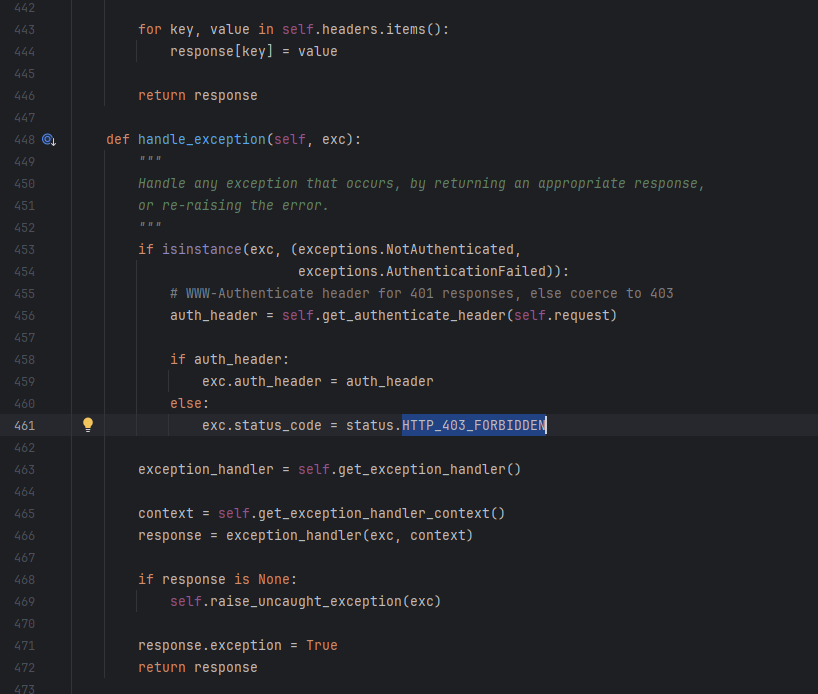 442
443 for key, value in self.headers.items():
444 response[key] = value
445
446 return response
447
448 def handle_exception(self, exc):
449 """
450 Handle any exception that occurs, by returning an appropriate response,
451 or re-raising the error.
452 """
453 if isinstance(exc, (exceptions.NotAuthenticated,
454 exceptions.AuthenticationFailed)):
455 # WWW-Authenticate header for 401 responses, else coerce to 403
456 auth_header = self.get_authenticate_header(self.request)
457
458 if auth_header:
459 exc.auth_header = auth_header
460 else:
461 exc.status_code = status.HTTP_403_FORBIDDEN
462
463 exception_handler = self.get_exception_handler()
464
465 context = self.get_exception_handler_context()
466 response = exception_handler(exc, context)
467
468 if response is None:
469 self.raise_uncaught_exception(exc)
470
471 response.exception = True
472 return response
473